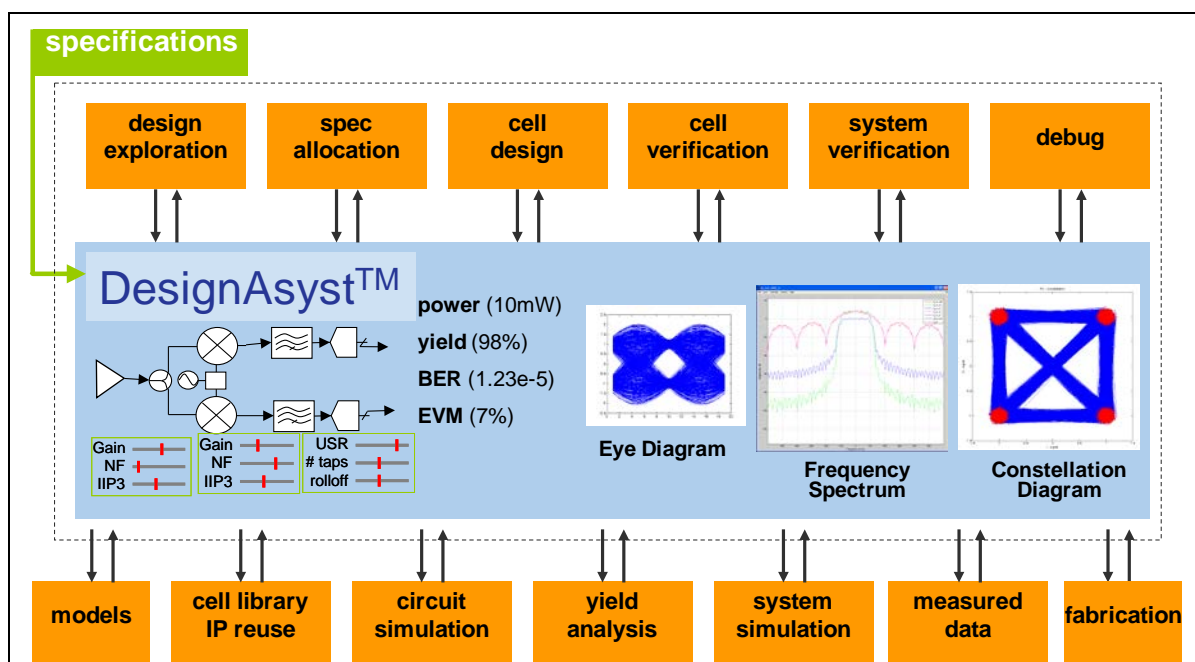 specifications
design
exploration
spec
allocation
cell
design
cell
verification
system
verification
debug
DesignAsyst™
power (10mW)
yield (98%)
BER (1.23e-5)
EVM (7%)
Gain
NF
IIP3
Gain
NF
IIP3
USR
# taps
rolloff
Eye Diagram
Frequency
Spectrum
Constellation
Diagram
models
cell library
IP reuse
circuit
simulation
yield
analysis
system
simulation
measured
data
fabrication